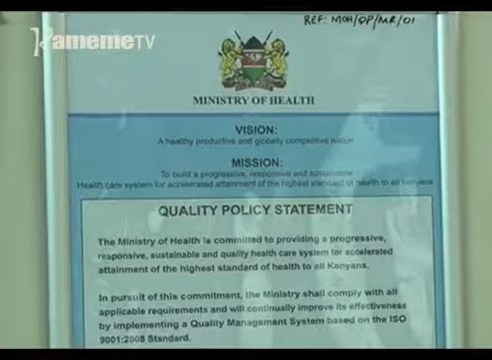 KamemeTV
REF: MOH/QP/MR/01
MINISTRY OF HEALTH
VISION:
A healthy productive and globally competitive nation
MISSION:
To build a progressive, responsive and sustainable
Health care system for accelerated attainment of the highest standard of health to all kenyans
QUALITY POLICY STATEMENT
The Ministry of Health is committed to providing a progressive,
responsive, sustainable and quality health care system for accelerated
attainment of the highest standard of health to all Kenyans.
In pursuit of this commitment, the Ministry shall comply with all
applicable requirements and will continually improve its effectiveness
by implementing a Quality Management System based on the ISO
9001:2008 Standard.